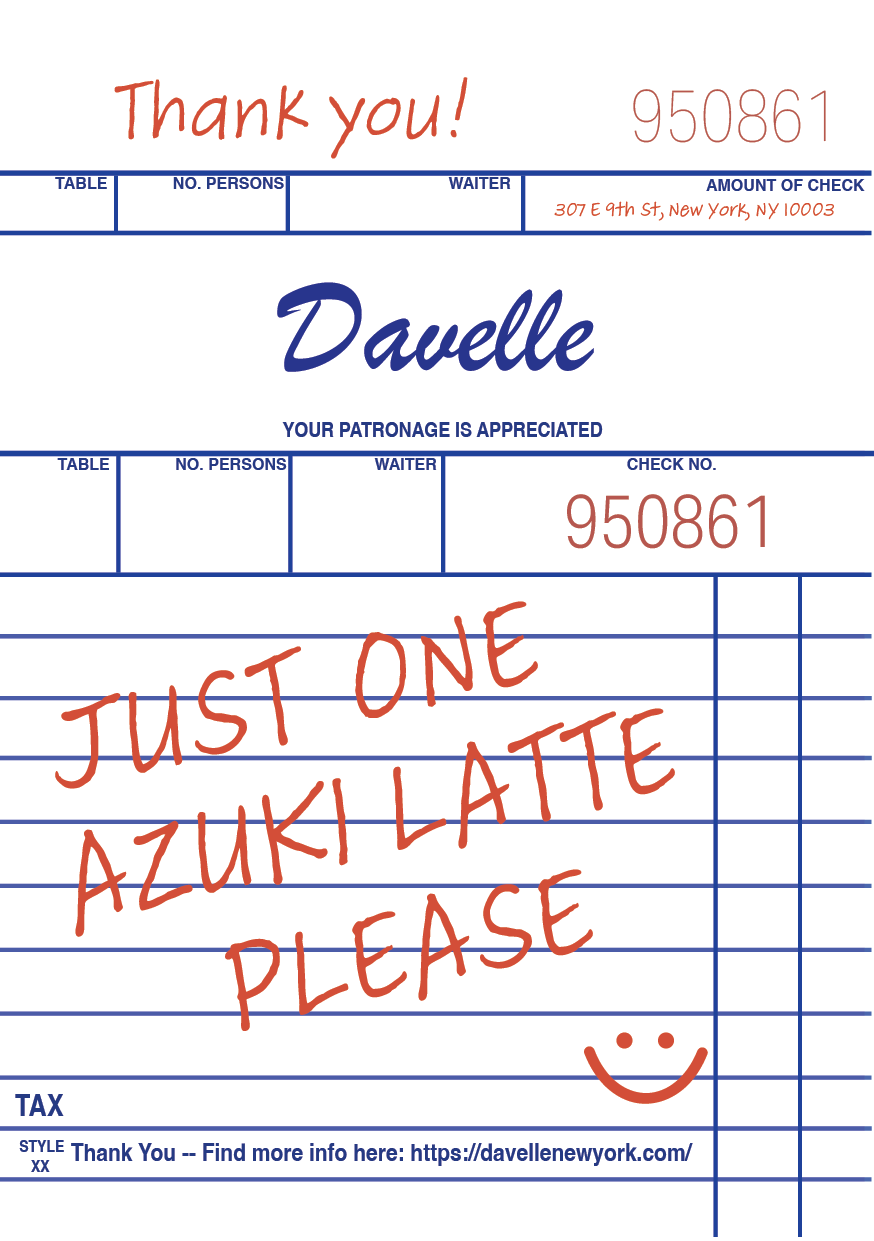 Thank you!
950861
TABLE NO. PERSONS WAITER AMOUNT OF CHECK
307 E 9th St, New York, NY 10003
Davelle
YOUR PATRONAGE IS APPRECIATED
TABLE NO. PERSONS WAITER CHECK NO.
950861
JUST ONE
AZUKI LATTE
PLEASE
TAX
STYLE
XX
Thank You -- Find more info here: https://davellenewyork.com/